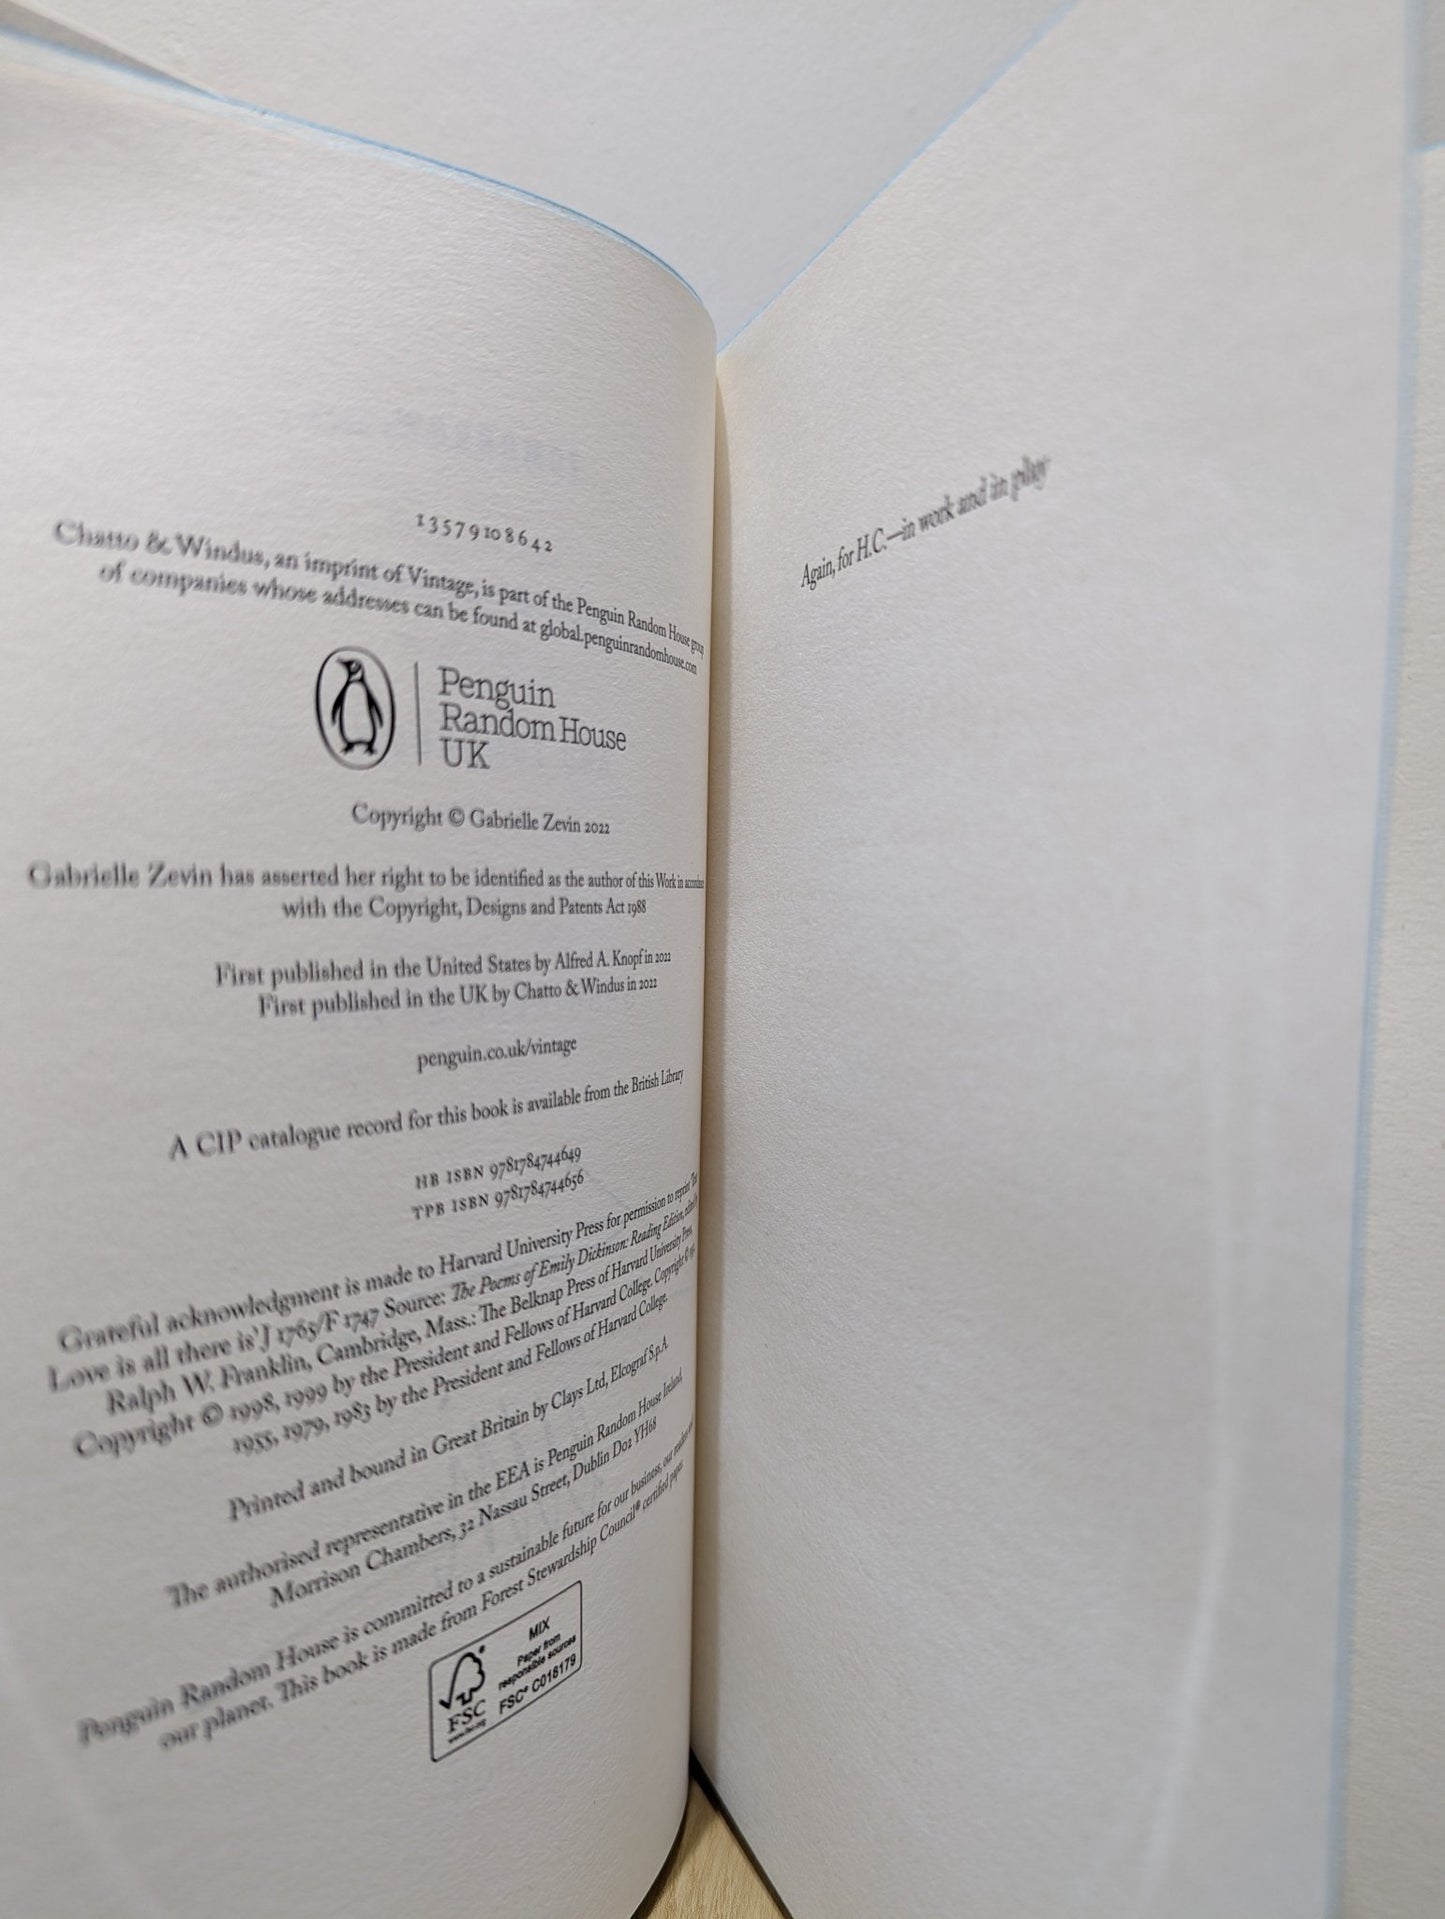 1 3 5 7 9 10 8 6 4 2
Chatto & Windus, an imprint of Vintage, is part of the Penguin Random House group
of companies whose addresses can be found at global.penguinrandomhouse.com
Penguin
Random House
UK
Copyright © Gabrielle Zevin 2022
Gabrielle Zevin has asserted her right to be identified as the author of this Work in
with the Copyright, Designs and Patents Act 1988
First published in the United States by Alfred A. Knopf in 2022
First published in the UK by Chatto & Windus in 2022
penguin.co.uk/vintage
A CIP catalogue record for this book is available from the British Library
HB ISBN 9781784744649
TPB ISBN 9781784744656
Grateful acknowledgment is made to Harvard University Press for permission to reprint
Love is all there is' J 1765/F 1747 Source: The Poems of Emily Dickinson: Reading Edition,
Ralph W. Franklin, Cambridge, Mass.: The Belknap Press of Harvard University Press,
Copyright © 1998, 1999 by the President and Fellows of Harvard College. Copyright ©
1955, 1979, 1983 by the President and Fellows of Harvard College.
Printed and bound in Great Britain by Clays Ltd, Elcograf S.p.A.
The authorised representative in the EEA is Penguin Random House Ireland,
Morrison Chambers, 32 Nassau Street, Dublin D02 YH68
Penguin Random House is committed to a sustainable future for our business, our readers
our planet. This book is made from Forest Stewardship Council® certified paper.
MIX
Paper from
responsible sources
FSC® C018179
FSC
www.fsc.org
Again, for H.C.—in work and in play